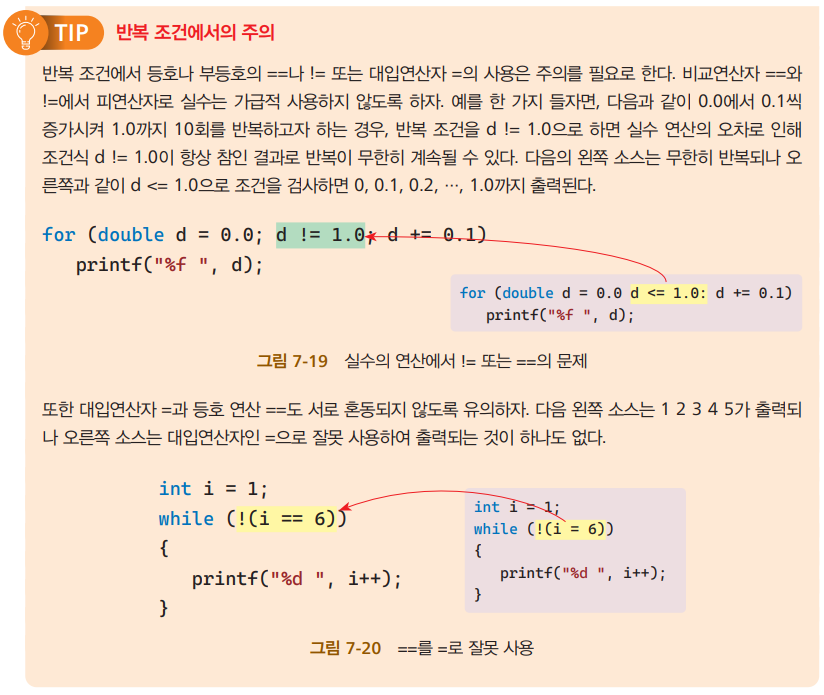 TIP 반복 조건에서의 주의
반복 조건에서 등호나 부등호의 ==나 != 또는 대입연산자 =의 사용은 주의를 필요로 한다. 비교연산자 ==와
!=에서 피연산자로 실수는 가급적 사용하지 않도록 하자. 예를 한 가지 들자면, 다음과 같이 0.0에서 0.1씩
증가시켜 1.0까지 10회를 반복하고자 하는 경우, 반복 조건을 d != 1.0으로 하면 실수 연산의 오차로 인해
조건식 d != 1.0이 항상 참인 결과로 반복이 무한히 계속될 수 있다. 다음의 왼쪽 소스는 무한히 반복되나 오
른쪽과 같이 d <= 1.0으로 조건을 검사하면 0, 0.1, 0.2, …, 1.0까지 출력된다.
for (double d = 0.0; d != 1.0; d += 0.1)
printf("%f ", d);
for (double d = 0.0 d <= 1.0: d += 0.1)
printf("%f ", d);
그림 7-19 실수의 연산에서 != 또는 ==의 문제
또한 대입연산자 =과 등호 연산 ==도 서로 혼동되지 않도록 유의하자. 다음 왼쪽 소스는 1 2 3 4 5가 출력되
나 오른쪽 소스는 대입연산자인 =으로 잘못 사용하여 출력되는 것이 하나도 없다.
int i = 1;
while (!(i == 6))
{
printf("%d ", i++);
}
int i = 1;
while (!(i = 6))
{
printf("%d ", i++);
}
그림 7-20 ==를 =로 잘못 사용